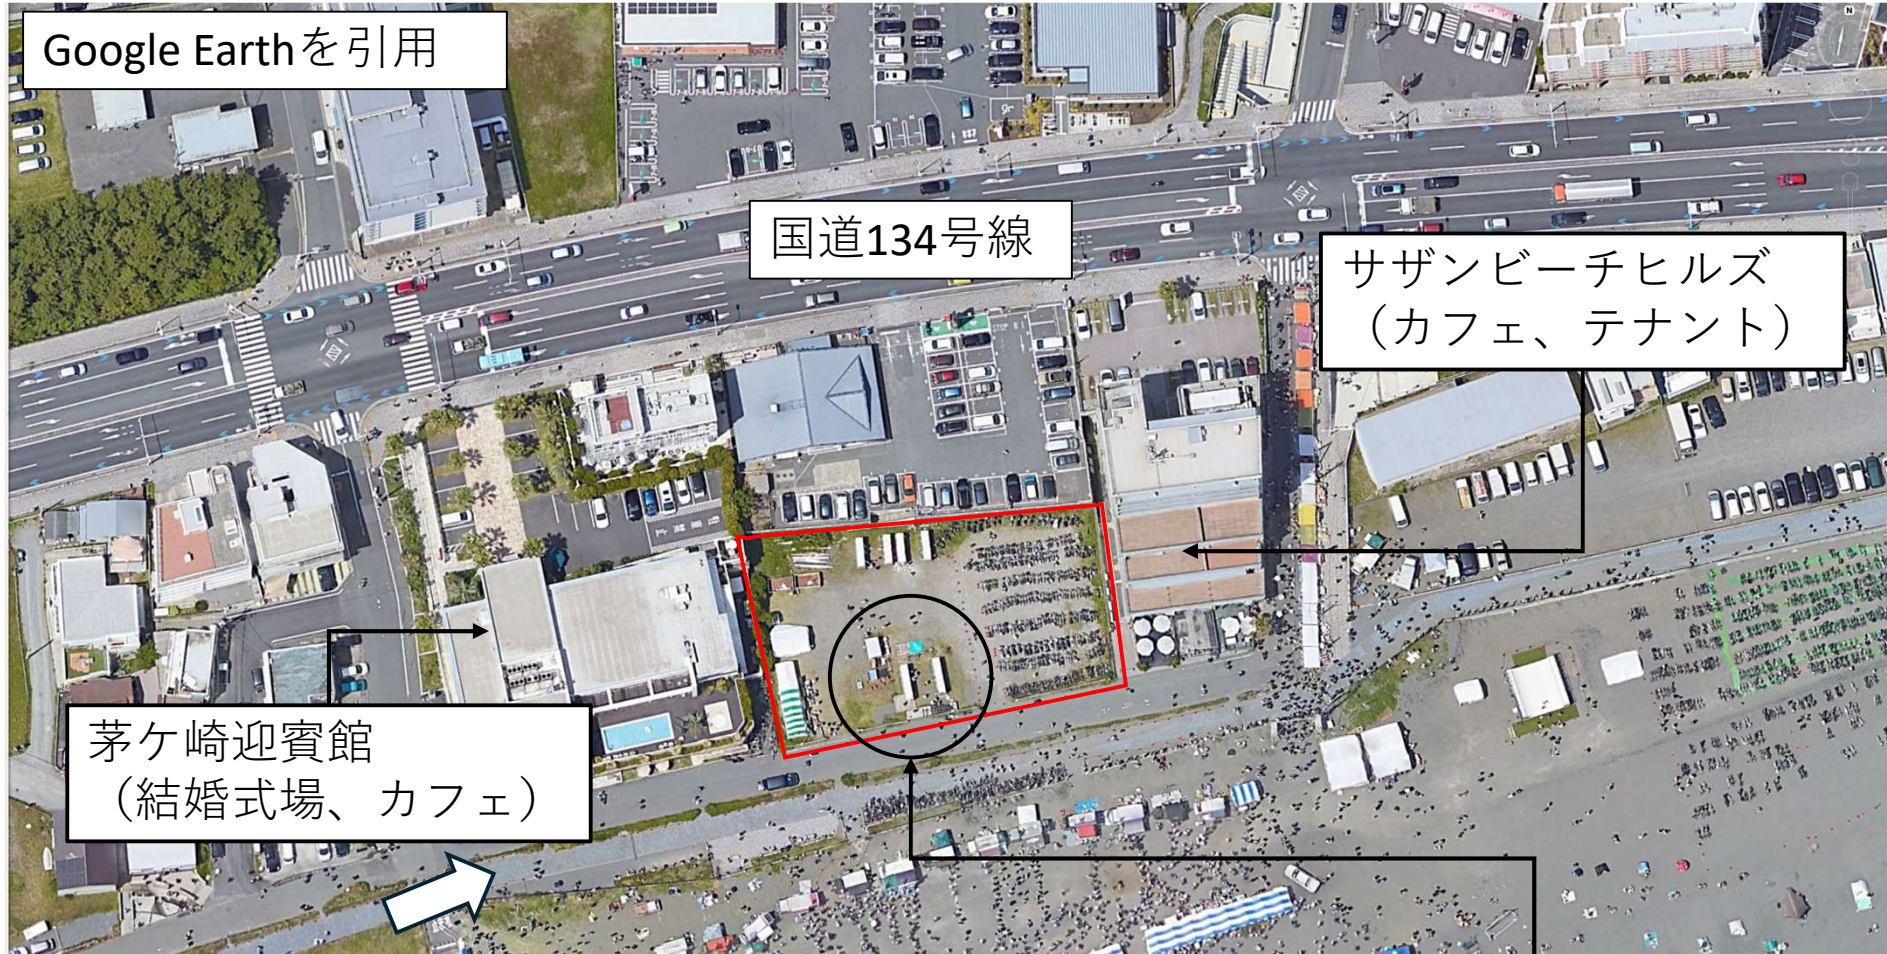 Google Earthを引用
国道134号線
サザンビーチヒルズ
（カフェ、テナント）
茅ケ崎迎賓館
（結婚式場、カフェ）
N